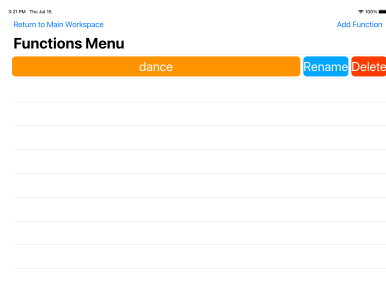 3:21 PM Thu Jul 15 100%
Return to Main Workspace Add Function
Functions Menu
dance Rename Delete